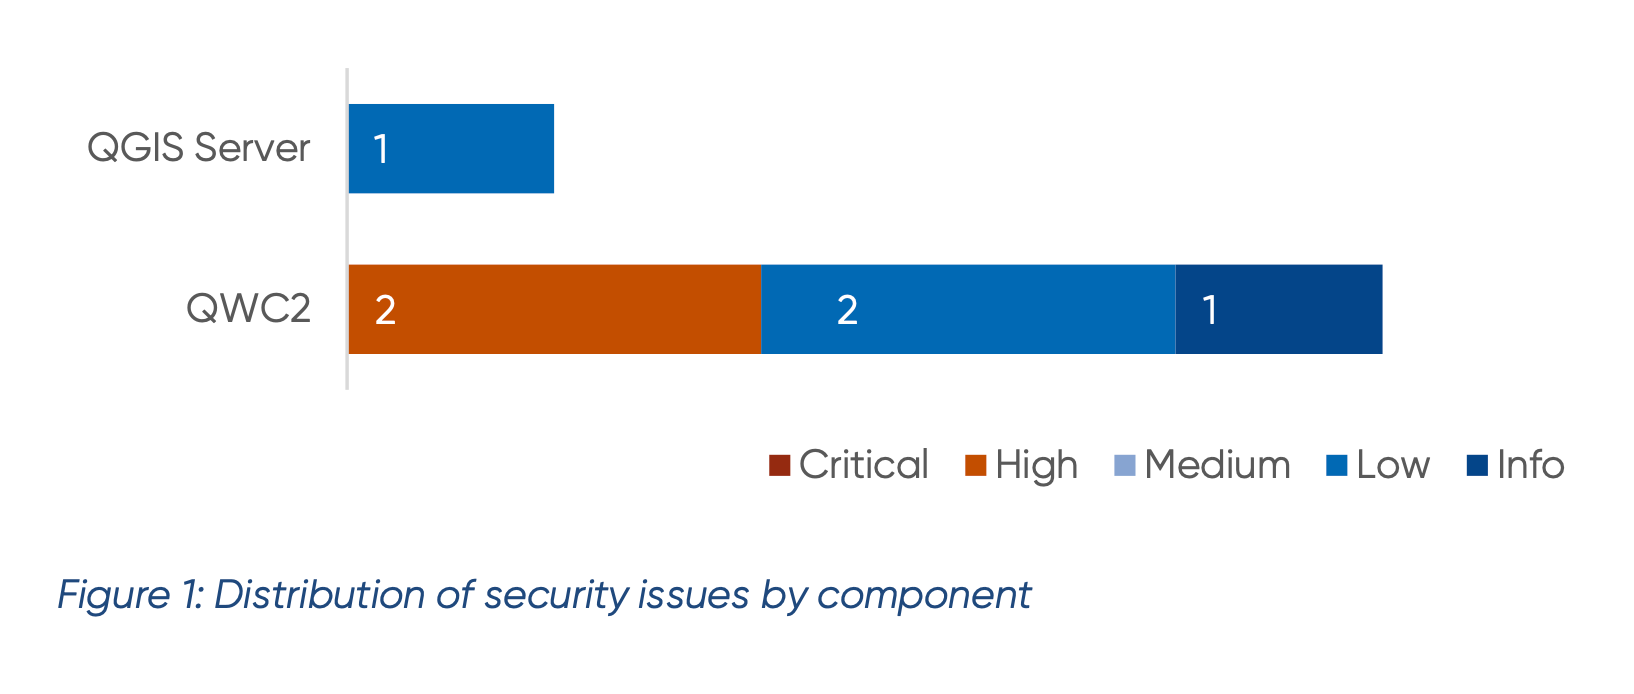 QGIS Server 1
QWC2 2 2 1
Critical High Medium Low Info
Figure 1: Distribution of security issues by component